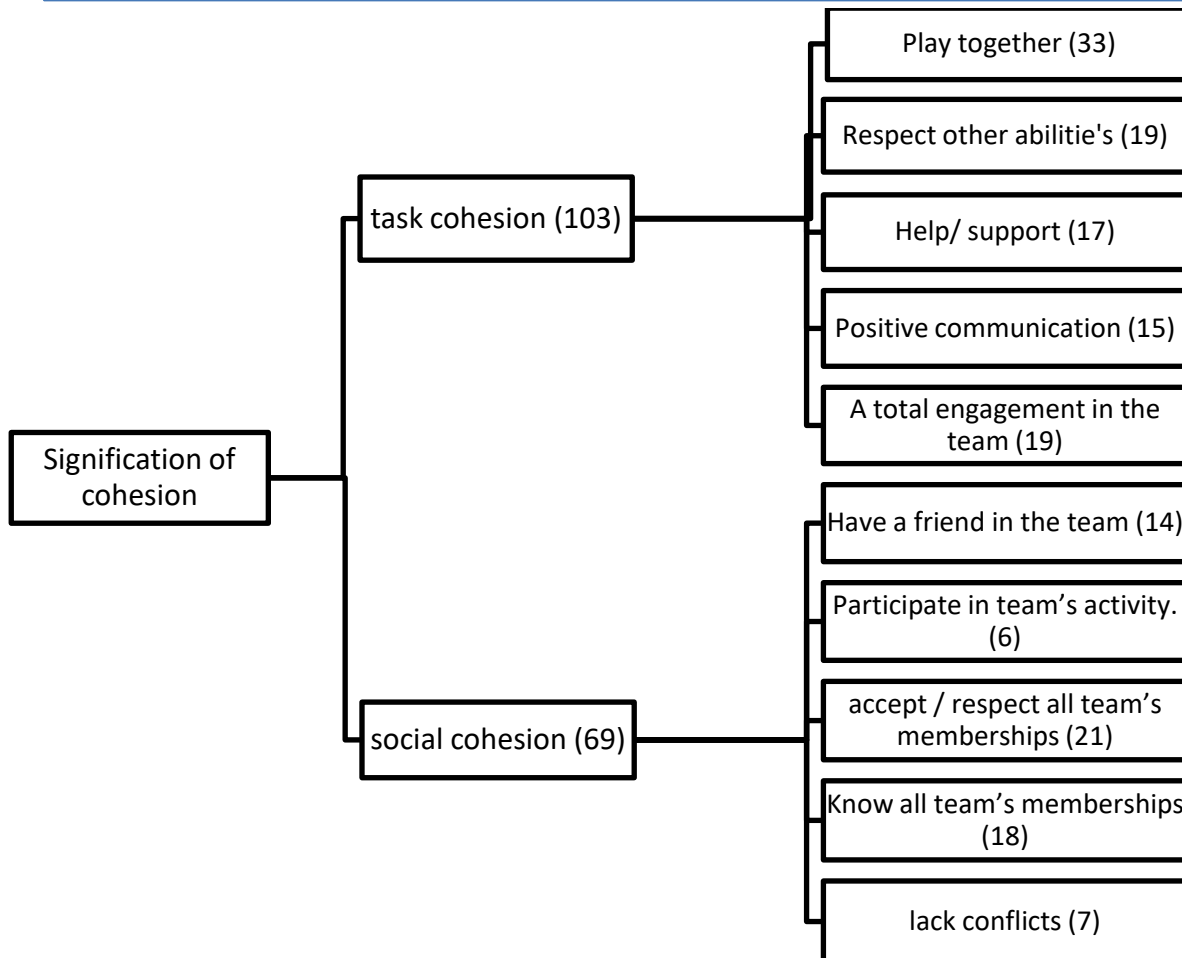 Play together (33)
Respect other abilitie's (19)
task cohesion (103)
Help/ support (17)
Positive communication (15)
A total engagement in the
team (19)
Signification of
cohesion
Have a friend in the team (14)
Participate in team’s activity.
(6)
accept / respect all team’s
memberships (21)
social cohesion (69)
Know all team’s memberships
(18)
lack conflicts (7)